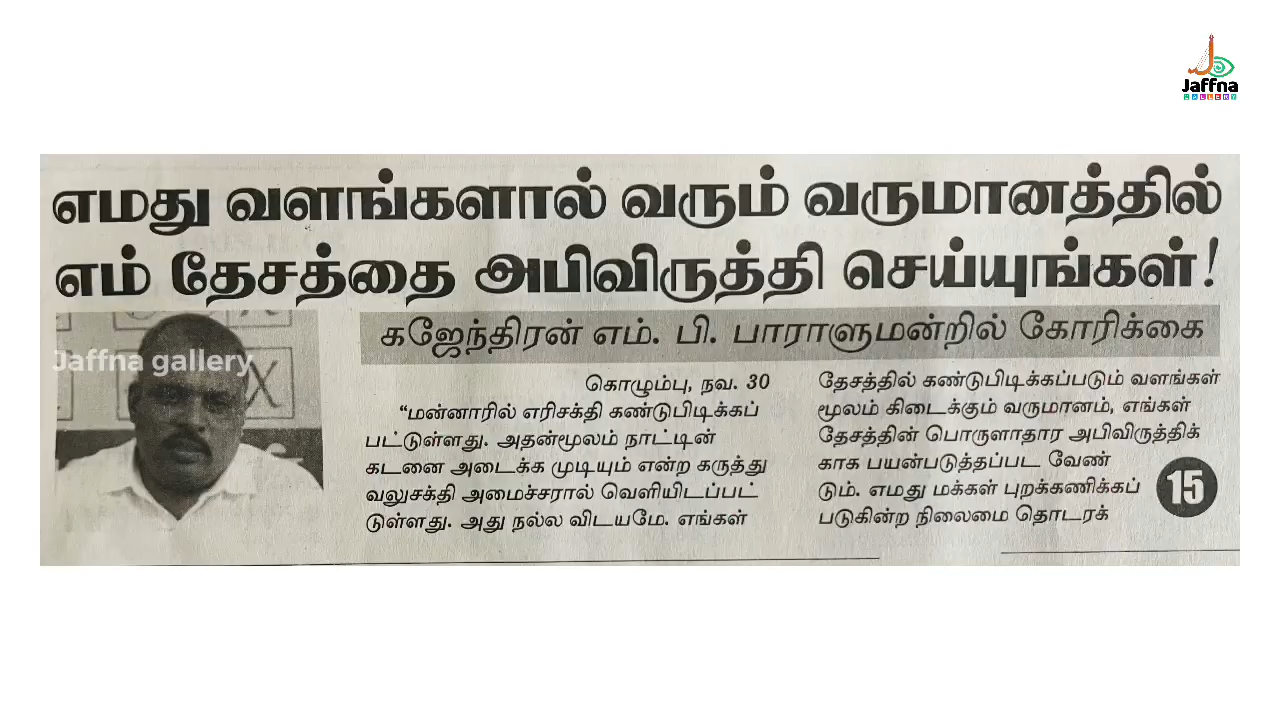 Jaffna
GALLERY
எமது வளங்களால் வரும் வருமானத்தில்
எம் தேசத்தை அபிவிருத்தி செய்யுங்கள்!
கஜேந்திரன் எம். பி. பாராளுமன்றில் கோரிக்கை
Jaffna gallery
கொழும்பு, நவ. 30
“மன்னாரில் எரிசக்தி கண்டுபிடிக்கப்
பட்டுள்ளது. அதன்மூலம் நாட்டின்
கடனை அடைக்க முடியும் என்ற கருத்து
வலுசக்தி அமைச்சரால் வெளியிடப்பட்
டுள்ளது. அது நல்ல விடயமே. எங்கள்
தேசத்தில் கண்டுபிடிக்கப்படும் வளங்கள்
மூலம் கிடைக்கும் வருமானம், எங்கள்
தேசத்தின் பொருளாதார அபிவிருத்திக்
காக பயன்படுத்தப்பட வேண்
டும். எமது மக்கள் புறக்கணிக்கப்
படுகின்ற நிலைமை தொடரக்
15